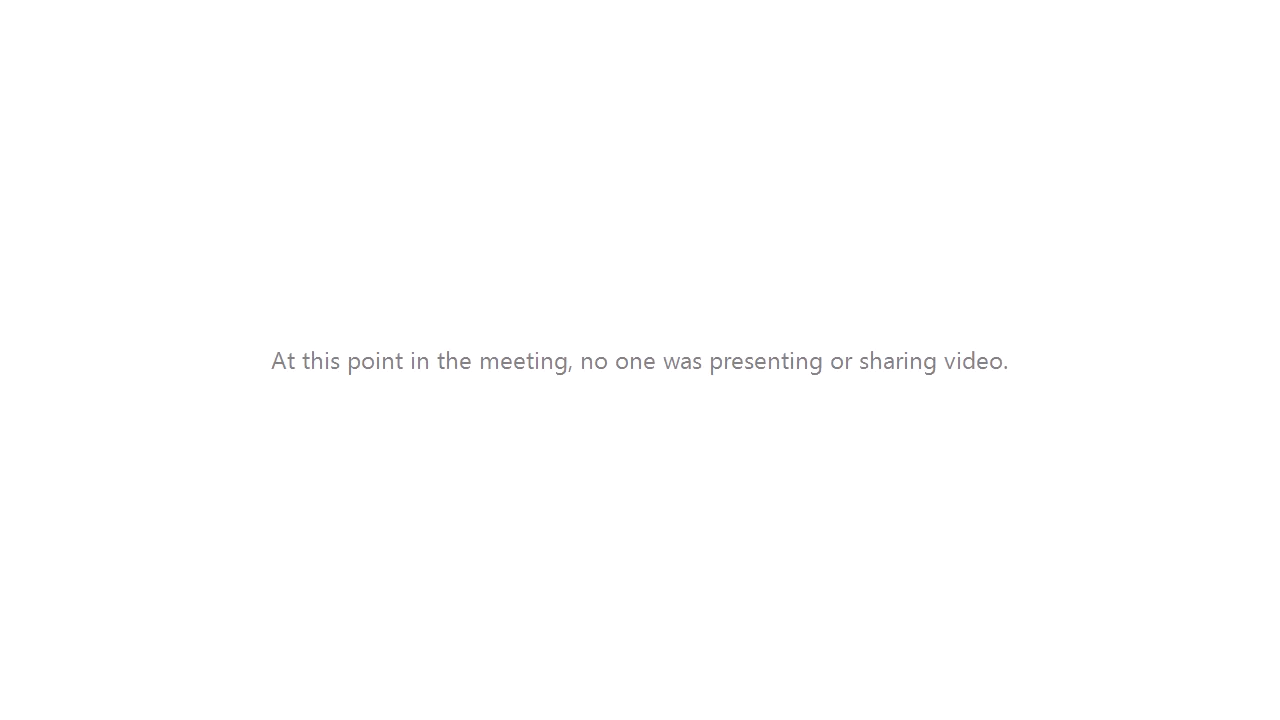 At this point in the meeting, no one was presenting or sharing video.